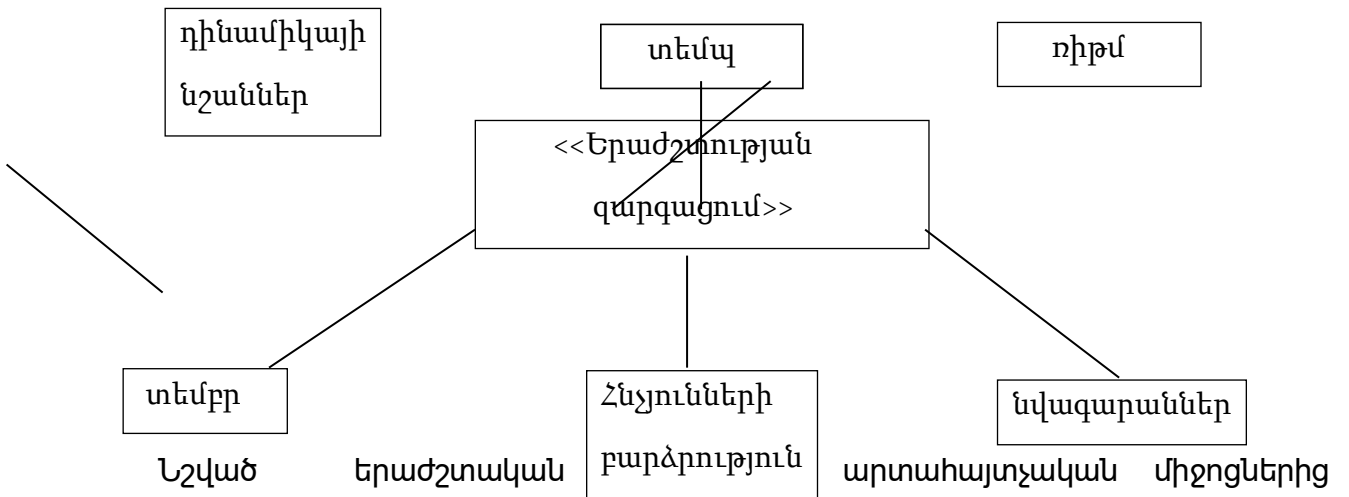 դինամիկայի
նշաններ
տեմպ
ռիթմ
<<Երաժշտության
զարգացում>>
տեմբր
Հնչյունների
բարձրություն
նվագարաններ
Նշված երաժշտական արտահայտչական միջոցներից